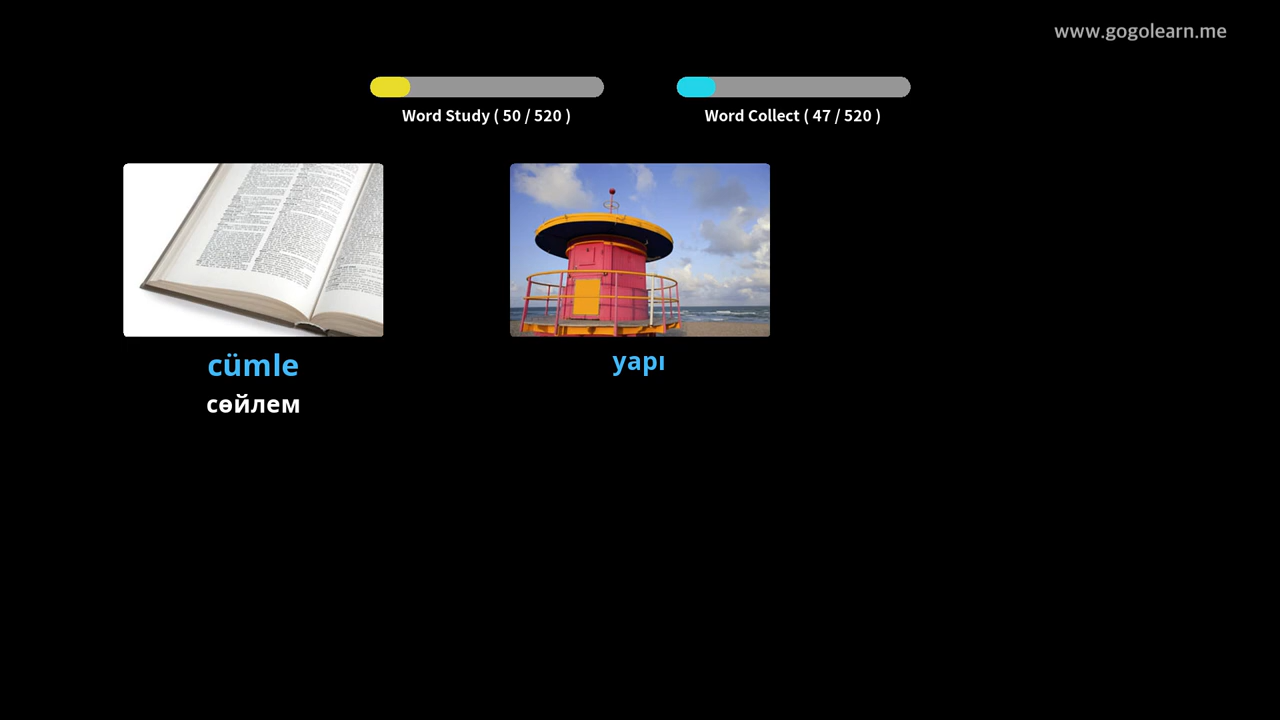 www.gogolearn.me
Word Study ( 50 / 520 )
Word Collect ( 47 / 520 )
cümle
сөйлем
yapı